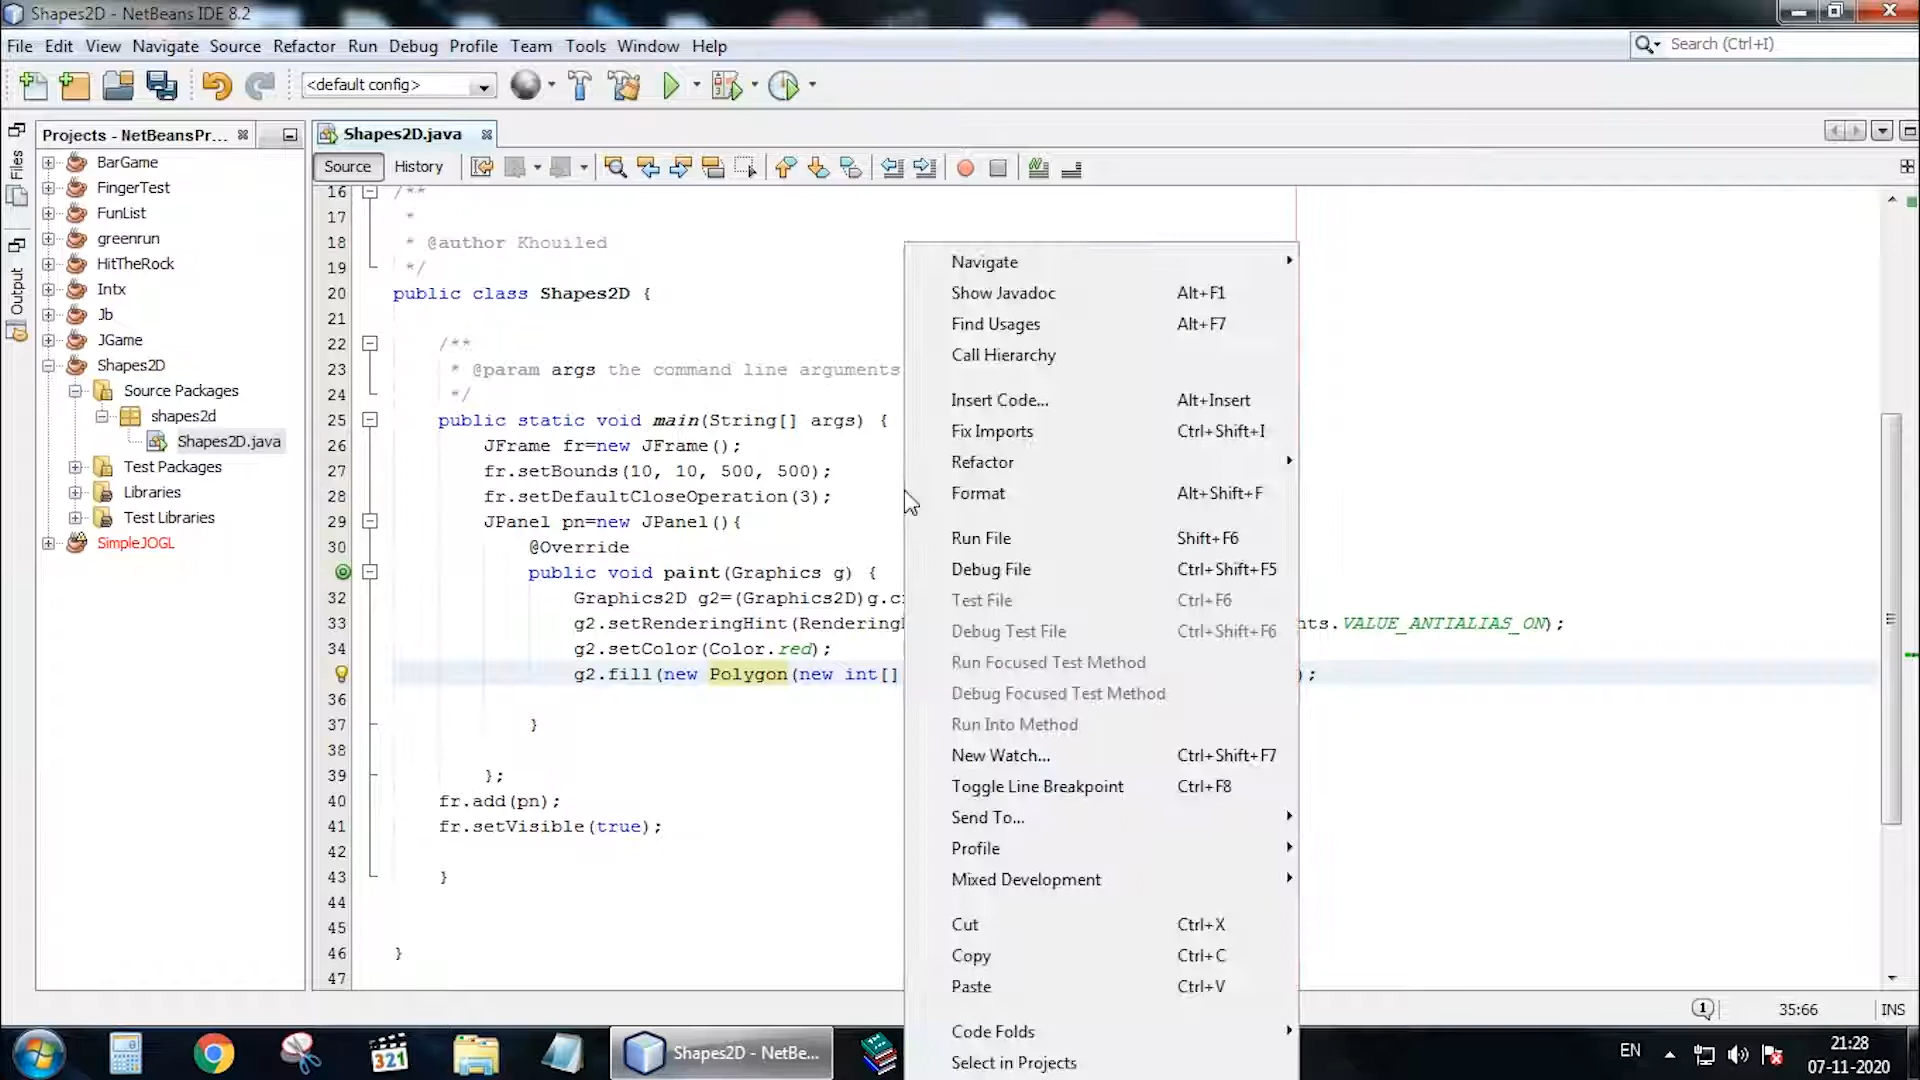 Shapes2D - NetBeans IDE 8.2
File Edit View Navigate Source Refactor Run Debug Profile Team Tools Window Help
Search (Ctrl+I)
<default config>
Files
Output
Projects - NetBeansPr...
BarGame
FingerTest
FunList
greenrun
HitTheRock
Intx
Jb
JGame
Shapes2D
Source Packages
shapes2d
Shapes2D.java
Test Packages
Libraries
Test Libraries
SimpleJOGL
Shapes2D.java
Source History
16 /**
17 *
18 * @author Khouiled
19 */
20 public class Shapes2D {
21
22 /**
23 * @param args the command line arguments
24 */
25 public static void main(String[] args) {
26 JFrame fr=new JFrame();
27 fr.setBounds(10, 10, 500, 500);
28 fr.setDefaultCloseOperation(3);
29 JPanel pn=new JPanel(){
30 @Override
public void paint(Graphics g) {
32 Graphics2D g2=(Graphics2D)g.c
33 g2.setRenderingHint(Rendering nts.VALUE_ANTIALIAS_ON);
34 g2.setColor(Color.red);
g2.fill(new Polygon(new int[] );
36
37 }
38
39 };
40 fr.add(pn);
41 fr.setVisible(true);
42
43 }
44
45
46 }
47
Navigate
Show Javadoc Alt+F1
Find Usages Alt+F7
Call Hierarchy
Insert Code... Alt+Insert
Fix Imports Ctrl+Shift+I
Refactor
Format Alt+Shift+F
Run File Shift+F6
Debug File Ctrl+Shift+F5
Test File Ctrl+F6
Debug Test File Ctrl+Shift+F6
Run Focused Test Method
Debug Focused Test Method
Run Into Method
New Watch... Ctrl+Shift+F7
Toggle Line Breakpoint Ctrl+F8
Send To...
Profile
Mixed Development
Cut Ctrl+X
Copy Ctrl+C
Paste Ctrl+V
Code Folds
Select in Projects
1 35:66 INS
321
Shapes2D - NetBe...
EN
21:28
07-11-2020